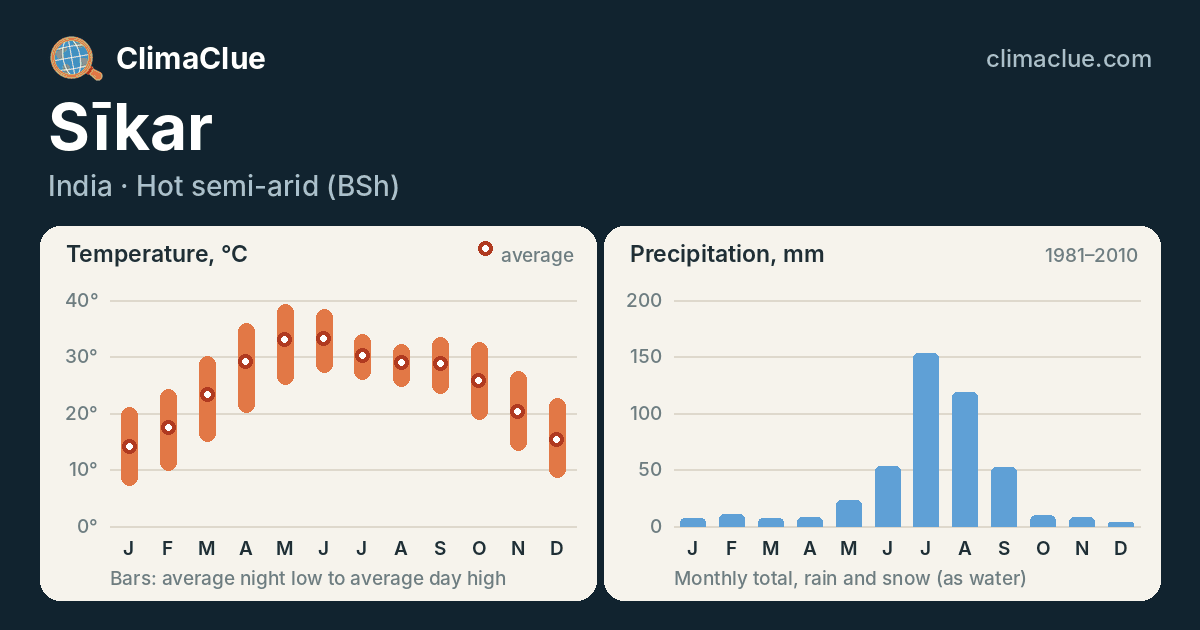 ClimaClue
climaclue.com
Sīkar
India · Hot semi-arid (BSh)
Temperature, °C
average
40°
30°
20°
10°
0°
J F M A M J J A S O N D
Bars: average night low to average day high
Precipitation, mm
1981–2010
200
150
100
50
0
J F M A M J J A S O N D
Monthly total, rain and snow (as water)